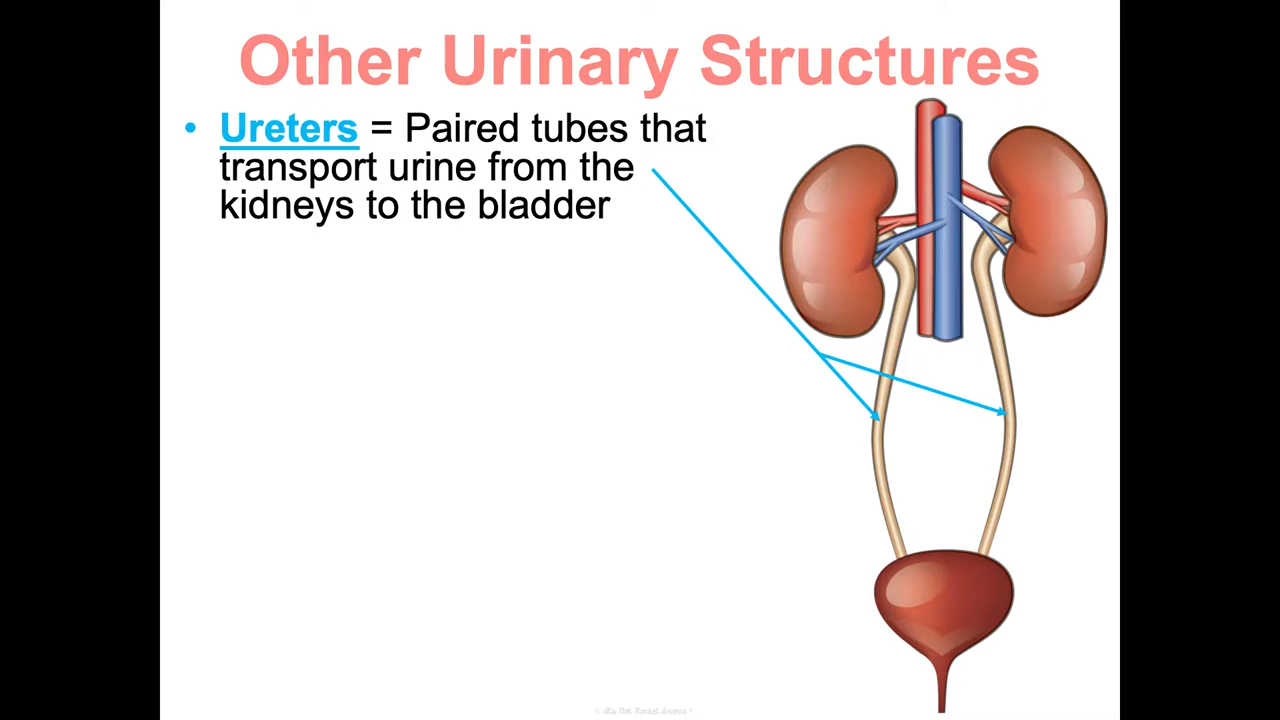 Other Urinary Structures
• Ureters = Paired tubes that
transport urine from the
kidneys to the bladder